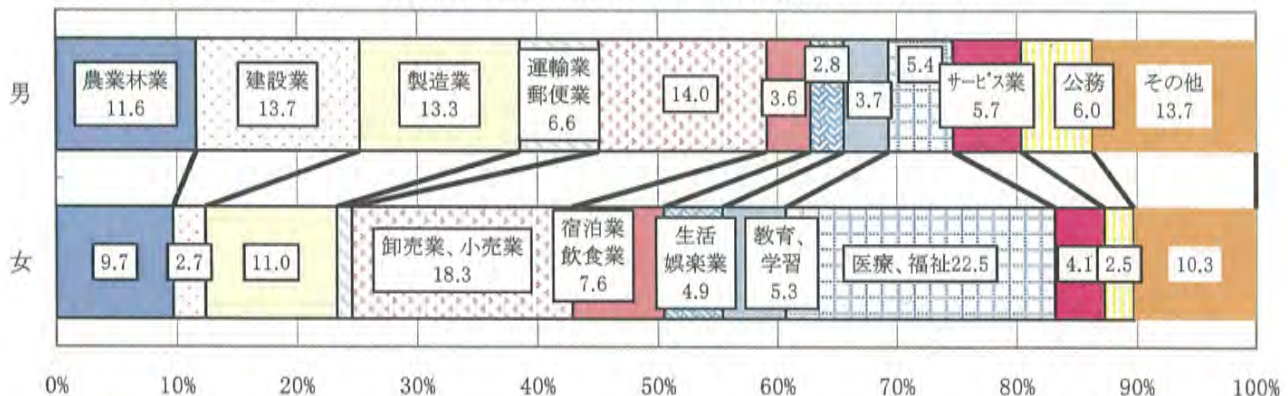 男
農業林業
11.6
建設業
13.7
製造業
13.3
運輸業
郵便業
6.6
14.0
3.6
2.8
3.7
5.4
サービス業
5.7
公務
6.0
その他
13.7
女
9.7
2.7
11.0
卸売業、小売業
18.3
宿泊業
飲食業
7.6
生活
娯楽業
4.9
教育、
学習
5.3
医療、福祉22.5
4.1
2.5
10.3
0% 10% 20% 30% 40% 50% 60% 70% 80% 90% 100%